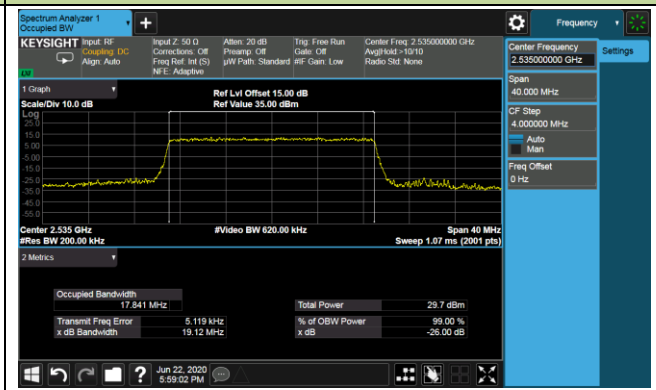 Spectrum Analyzer 1
Occupied BW
+
Frequency
KEYSIGHT
Input: RF
Coupling: DC
Align: Auto
Input Z: 50 Ω
Corrections: Off
Freq Ref: Int (S)
NFE: Adaptive
Atten: 20 dB
Preamp: Off
µW Path: Standard
Trig: Free Run
Gate: Off
#IF Gain: Low
Center Freq: 2.535000000 GHz
Avg|Hold:>10/10
Radio Std: None
Center Frequency
2.535000000 GHz
Settings
Span
40.000 MHz
CF Step
4.000000 MHz
Auto
Man
Freq Offset
0 Hz
1 Graph
Scale/Div 10.0 dB
Ref Lvl Offset 15.00 dB
Ref Value 35.00 dBm
Log
25.0
15.0
5.00
-5.00
-15.0
-25.0
-35.0
-45.0
-55.0
Center 2.535 GHz
#Video BW 620.00 kHz
Span 40 MHz
#Res BW 200.00 kHz
Sweep 1.07 ms (2001 pts)
2 Metrics
Occupied Bandwidth
17.841 MHz
Total Power
29.7 dBm
Transmit Freq Error
5.119 kHz
% of OBW Power
99.00 %
x dB Bandwidth
19.12 MHz
x dB
-26.00 dB
?
Jun 22, 2020
5:59:02 PM